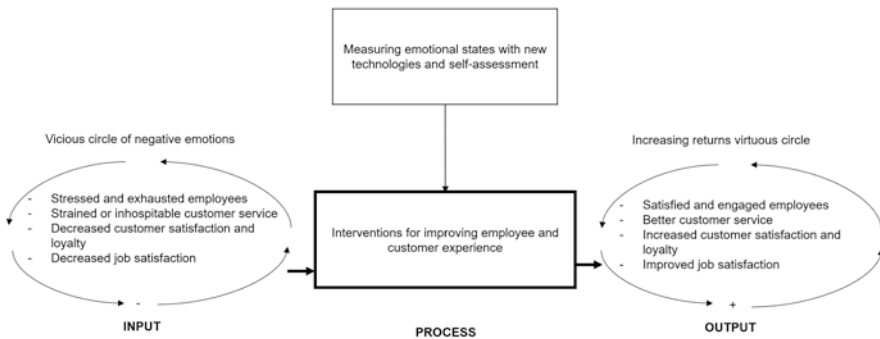 Measuring emotional states with new
technologies and self-assessment
Vicious circle of negative emotions
- Stressed and exhausted employees
- Strained or inhospitable customer service
- Decreased customer satisfaction and
loyalty
- Decreased job satisfaction
-
INPUT
Interventions for improving employee and
customer experience
PROCESS
Increasing returns virtuous circle
- Satisfied and engaged employees
- Better customer service
- Increased customer satisfaction and
loyalty
- Improved job satisfaction
+
OUTPUT